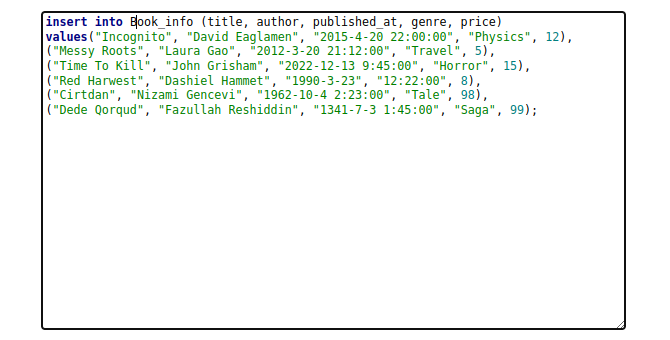 insert into Book_info (title, author, published_at, genre, price)
values("Incognito", "David Eaglamen", "2015-4-20 22:00:00", "Physics", 12),
("Messy Roots", "Laura Gao", "2012-3-20 21:12:00", "Travel", 5),
("Time To Kill", "John Grisham", "2022-12-13 9:45:00", "Horror", 15),
("Red Harwest", "Dashiel Hammet", "1990-3-23", "12:22:00", 8),
("Cirtdan", "Nizami Gencevi", "1962-10-4 2:23:00", "Tale", 98),
("Dede Qorqud", "Fazullah Reshiddin", "1341-7-3 1:45:00", "Saga", 99);